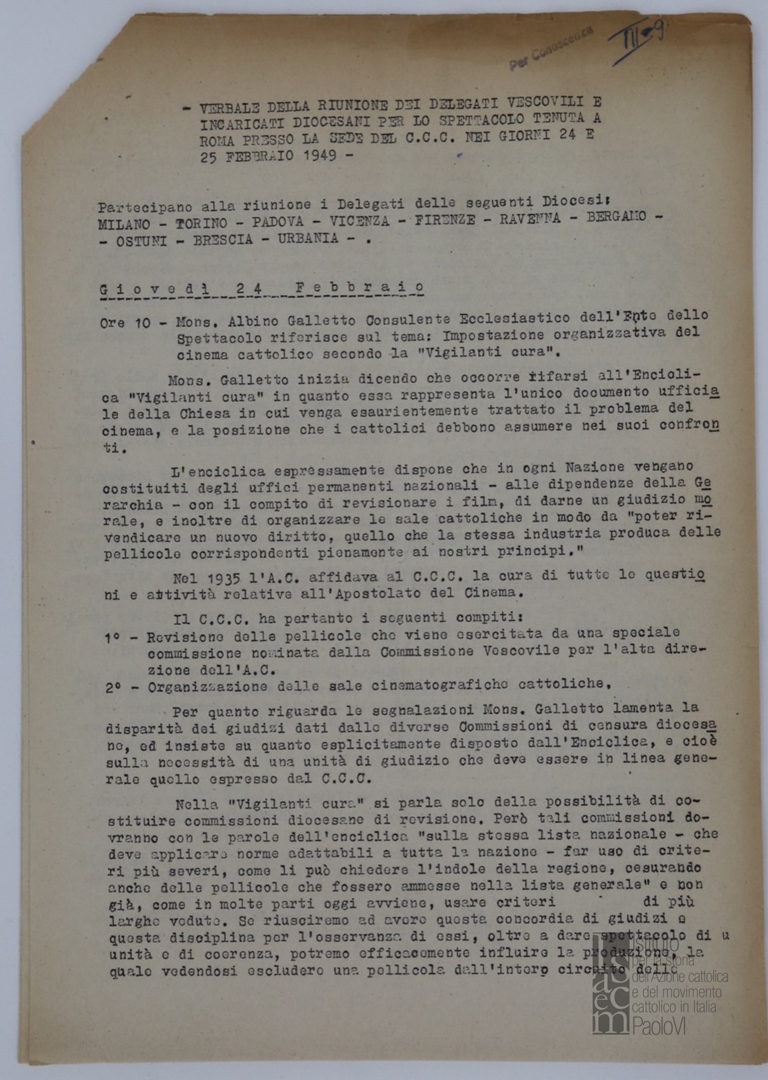 Per Conoscenza
III-9
- VERBALE DELLA RIUNIONE DEI DELEGATI VESCOVILI E
INCARICATI DIOCESANI PER LO SPETTACOLO TENUTA A
ROMA PRESSO LA SEDE DEL C.C.C. NEI GIORNI 24 E
25 FEBBRAIO 1949 -
Partecipano alla riunione i Delegati delle seguenti Diocesi:
MILANO - TORINO - PADOVA - VICENZA - FIRENZE - RAVENNA - BERGAMO -
- OSTUNI - BRESCIA - URBANIA - .
Giovedì 24 Febbraio
Ore 10 - Mons. Albino Galletto Consulente Ecclesiastico dell'Ente dello
Spettacolo riferisce sul tema: Impostazione organizzativa del
cinema cattolico secondo la "Vigilanti cura".
Mons. Galletto inizia dicendo che occorre rifarsi all'Encicli-
ca "Vigilanti cura" in quanto essa rappresenta l'unico documento ufficia
le della Chiesa in cui venga esaurientemente trattato il problema del
cinema, e la posizione che i cattolici debbono assumere nei suoi confron
ti.
L'enciclica espressamente dispone che in ogni Nazione vengano
costituiti degli uffici permanenti nazionali - alle dipendenze della Ge
rarchia - con il compito di revisionare i film, di darne un giudizio mo
rale, e inoltre di organizzare le sale cattoliche in modo da "poter ri-
vendicare un nuovo diritto, quello che la stessa industria produca delle
pellicole corrispondenti pienamente ai nostri principi."
Nel 1935 l'A.C. affidava al C.C.C. la cura di tutte le questio
ni e attività relative all'Apostolato del Cinema.
Il C.C.C. ha pertanto i seguenti compiti:
1° - Revisione delle pellicole che viene esercitata da una speciale
commissione nominata dalla Commissione Vescovile per l'alta dire-
zione dell'A.C.
2° - Organizzazione delle sale cinematografiche cattoliche.
Per quanto riguarda le segnalazioni Mons. Galletto lamenta la
disparità dei giudizi dati dalle diverse Commissioni di censura diocesa
ne, ed insiste su quanto esplicitamente disposto dall'Enciclica, e cioè
sulla necessità di una unità di giudizio che deve essere in linea gene-
rale quello espresso dal C.C.C.
Nella "Vigilanti cura" si parla solo della possibilità di co-
stituire commissioni diocesane di revisione. Però tali commissioni do-
vranno con le parole dell'enciclica "sulla stessa lista nazionale - che
deve applicare norme adattabili a tutta la nazione - far uso di crite-
ri più severi, come li può chiedere l'indole della regione, cesurando
anche delle pellicole che fossero ammesse nella lista generale" e non
già, come in molte parti oggi avviene, usare criteri di più
larghe vedute. Se riusciremo ad avere questa concordia di giudizi e
questa disciplina per l'osservanza di essi, oltre a dare spettacolo di u
unità e di coerenza, potremo efficacemente influire la produzione, la
quale vedendosi escludere una pellicola dall'intero circuito delle
Istituto
per la storia
dell'Azione cattolica
e del movimento
cattolico in Italia
PaoloVI